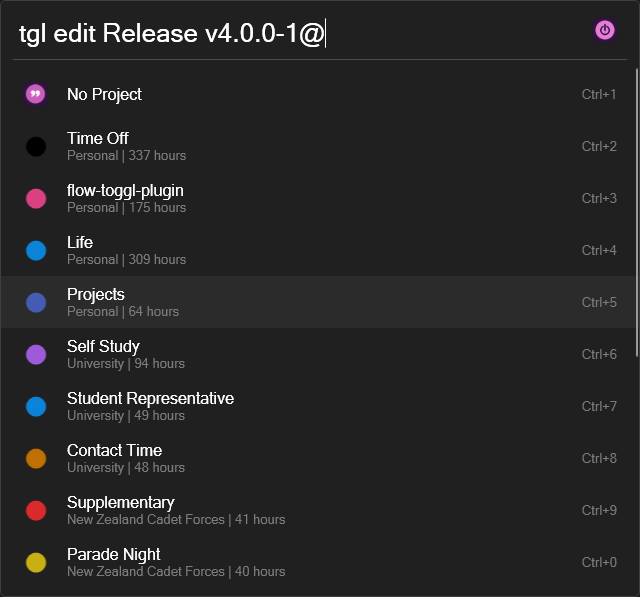 tgl edit Release v4.0.0-1@
No Project
Ctrl+1
Time Off
Personal | 337 hours
Ctrl+2
flow-toggl-plugin
Personal | 175 hours
Ctrl+3
Life
Personal | 309 hours
Ctrl+4
Projects
Personal | 64 hours
Ctrl+5
Self Study
University | 94 hours
Ctrl+6
Student Representative
University | 49 hours
Ctrl+7
Contact Time
University | 48 hours
Ctrl+8
Supplementary
New Zealand Cadet Forces | 41 hours
Ctrl+9
Parade Night
New Zealand Cadet Forces | 40 hours
Ctrl+0